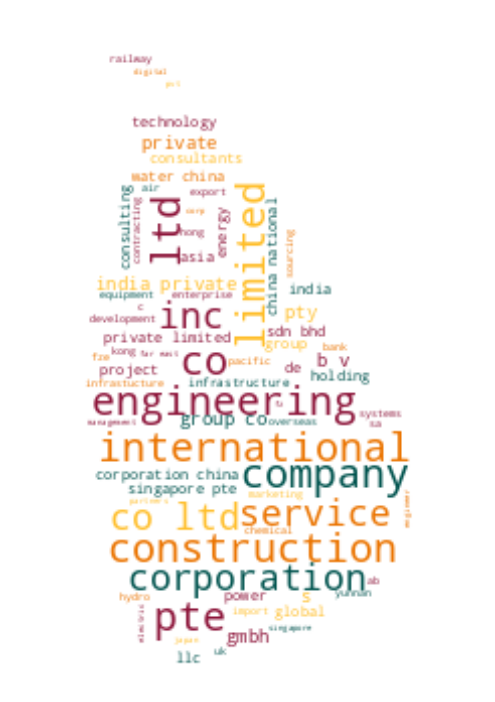 railway
digital
technology
private
consultants
water china
air
consulting
contracting
ltd
export
corp
hong
asia
energy
limited
china national
sourcing
india private
india
equipment
enterprise
c
inc
pty
development
sdn bhd
private limited
group
bank
kong
far east
fze
co
pacific
b v
project
de
holding
infrastucture
infrastructure
engineering
management
group co
overseas
systems
sa
international
corporation china
company
singapore pte
marketing
partners
engineer
co ltd
service
chemical
construction
corporation
ab
hydro
power
s
yunnan
electric
pte
import
global
singapore
gmbh
japan
uk
llc